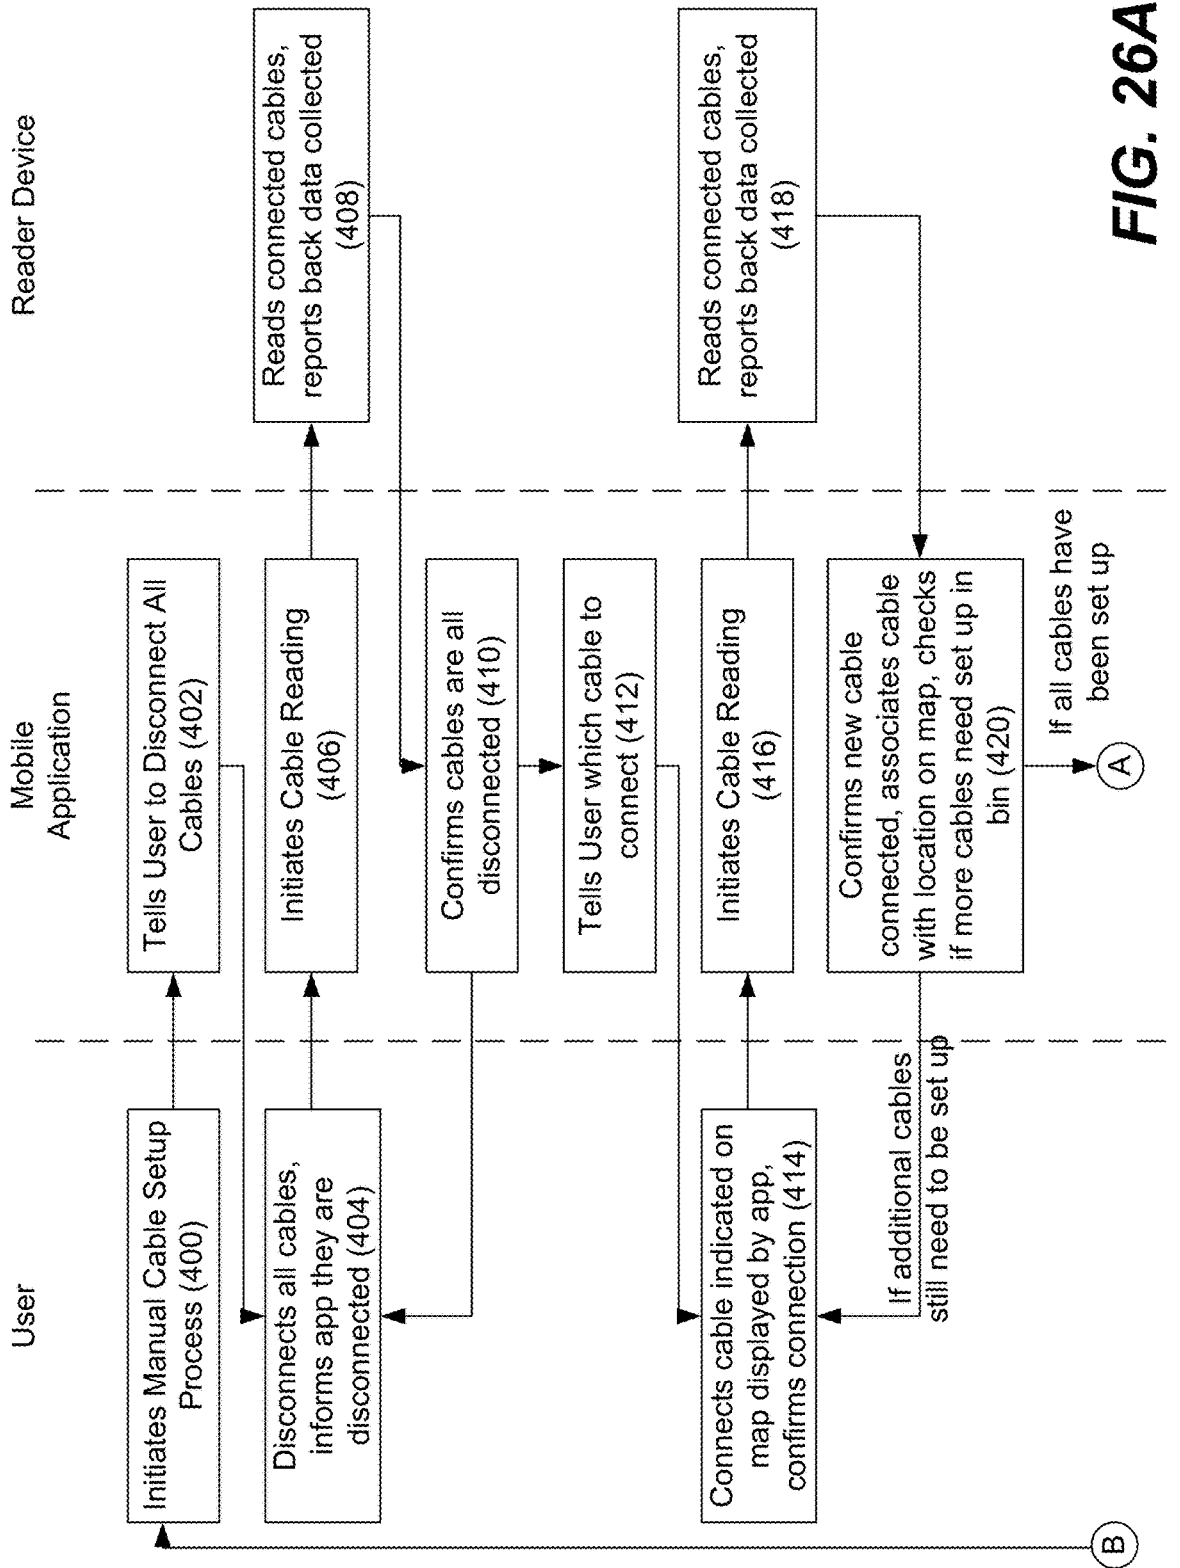 User
Mobile
Application
Reader Device
Initiates Manual Cable Setup
Process (400)
Tells User to Disconnect All
Cables (402)
Disconnects all cables,
informs app they are
disconnected (404)
Initiates Cable Reading
(406)
Reads connected cables,
reports back data collected
(408)
Confirms cables are all
disconnected (410)
Tells User which cable to
connect (412)
Connects cable indicated on
map displayed by app,
confirms connection (414)
Initiates Cable Reading
(416)
Reads connected cables,
reports back data collected
(418)
Confirms new cable
connected, associates cable
with location on map, checks
if more cables need set up in
bin (420)
If additional cables
still need to be set up
If all cables have
been set up
B
A
FIG. 26A